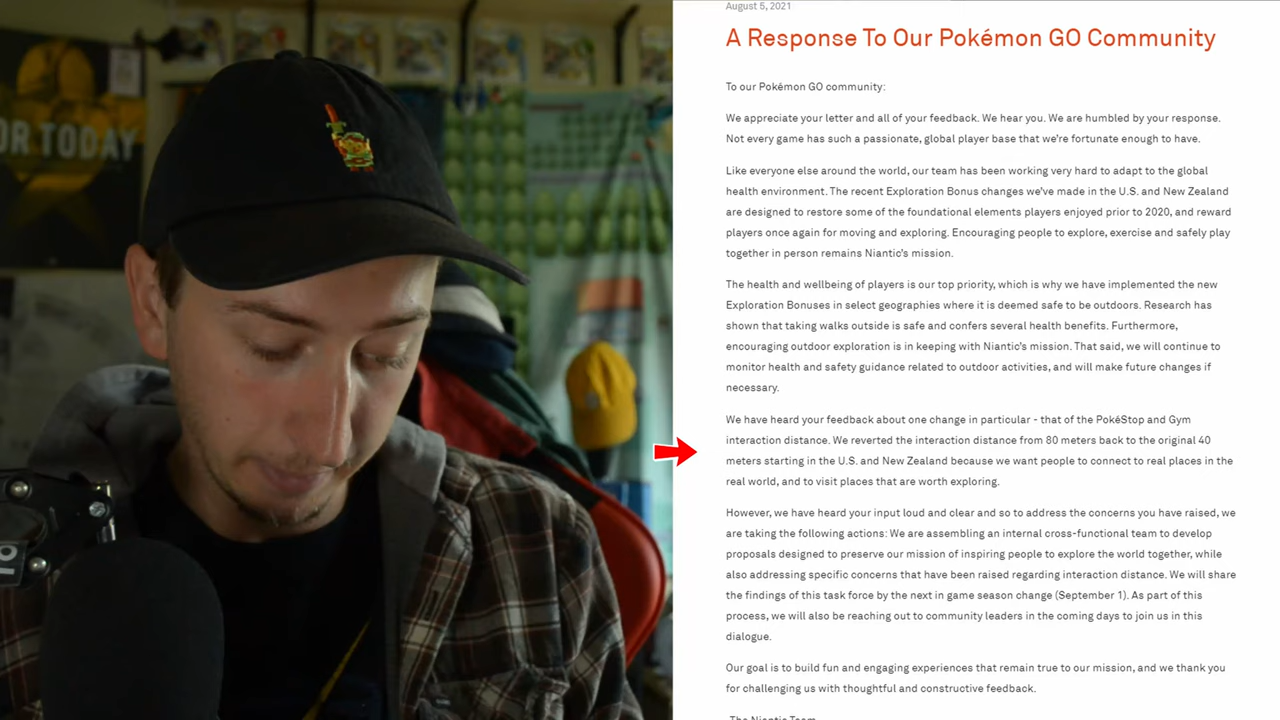 OR TODAY
August 5, 2021
A Response To Our Pokémon GO Community
To our Pokémon GO community:
We appreciate your letter and all of your feedback. We hear you. We are humbled by your response.
Not every game has such a passionate, global player base that we're fortunate enough to have.
Like everyone else around the world, our team has been working very hard to adapt to the global
health environment. The recent Exploration Bonus changes we've made in the U.S. and New Zealand
are designed to restore some of the foundational elements players enjoyed prior to 2020, and reward
players once again for moving and exploring. Encouraging people to explore, exercise and safely play
together in person remains Niantic's mission.
The health and wellbeing of players is our top priority, which is why we have implemented the new
Exploration Bonuses in select geographies where it is deemed safe to be outdoors. Research has
shown that taking walks outside is safe and confers several health benefits. Furthermore,
encouraging outdoor exploration is in keeping with Niantic's mission. That said, we will continue to
monitor health and safety guidance related to outdoor activities, and will make future changes if
necessary.
We have heard your feedback about one change in particular - that of the PokéStop and Gym
interaction distance. We reverted the interaction distance from 80 meters back to the original 40
meters starting in the U.S. and New Zealand because we want people to connect to real places in the
real world, and to visit places that are worth exploring.
However, we have heard your input loud and clear and so to address the concerns you have raised, we
are taking the following actions: We are assembling an internal cross-functional team to develop
proposals designed to preserve our mission of inspiring people to explore the world together, while
also addressing specific concerns that have been raised regarding interaction distance. We will share
the findings of this task force by the next in game season change (September 1). As part of this
process, we will also be reaching out to community leaders in the coming days to join us in this
dialogue.
Our goal is to build fun and engaging experiences that remain true to our mission, and we thank you
for challenging us with thoughtful and constructive feedback.
-The Niantic Team